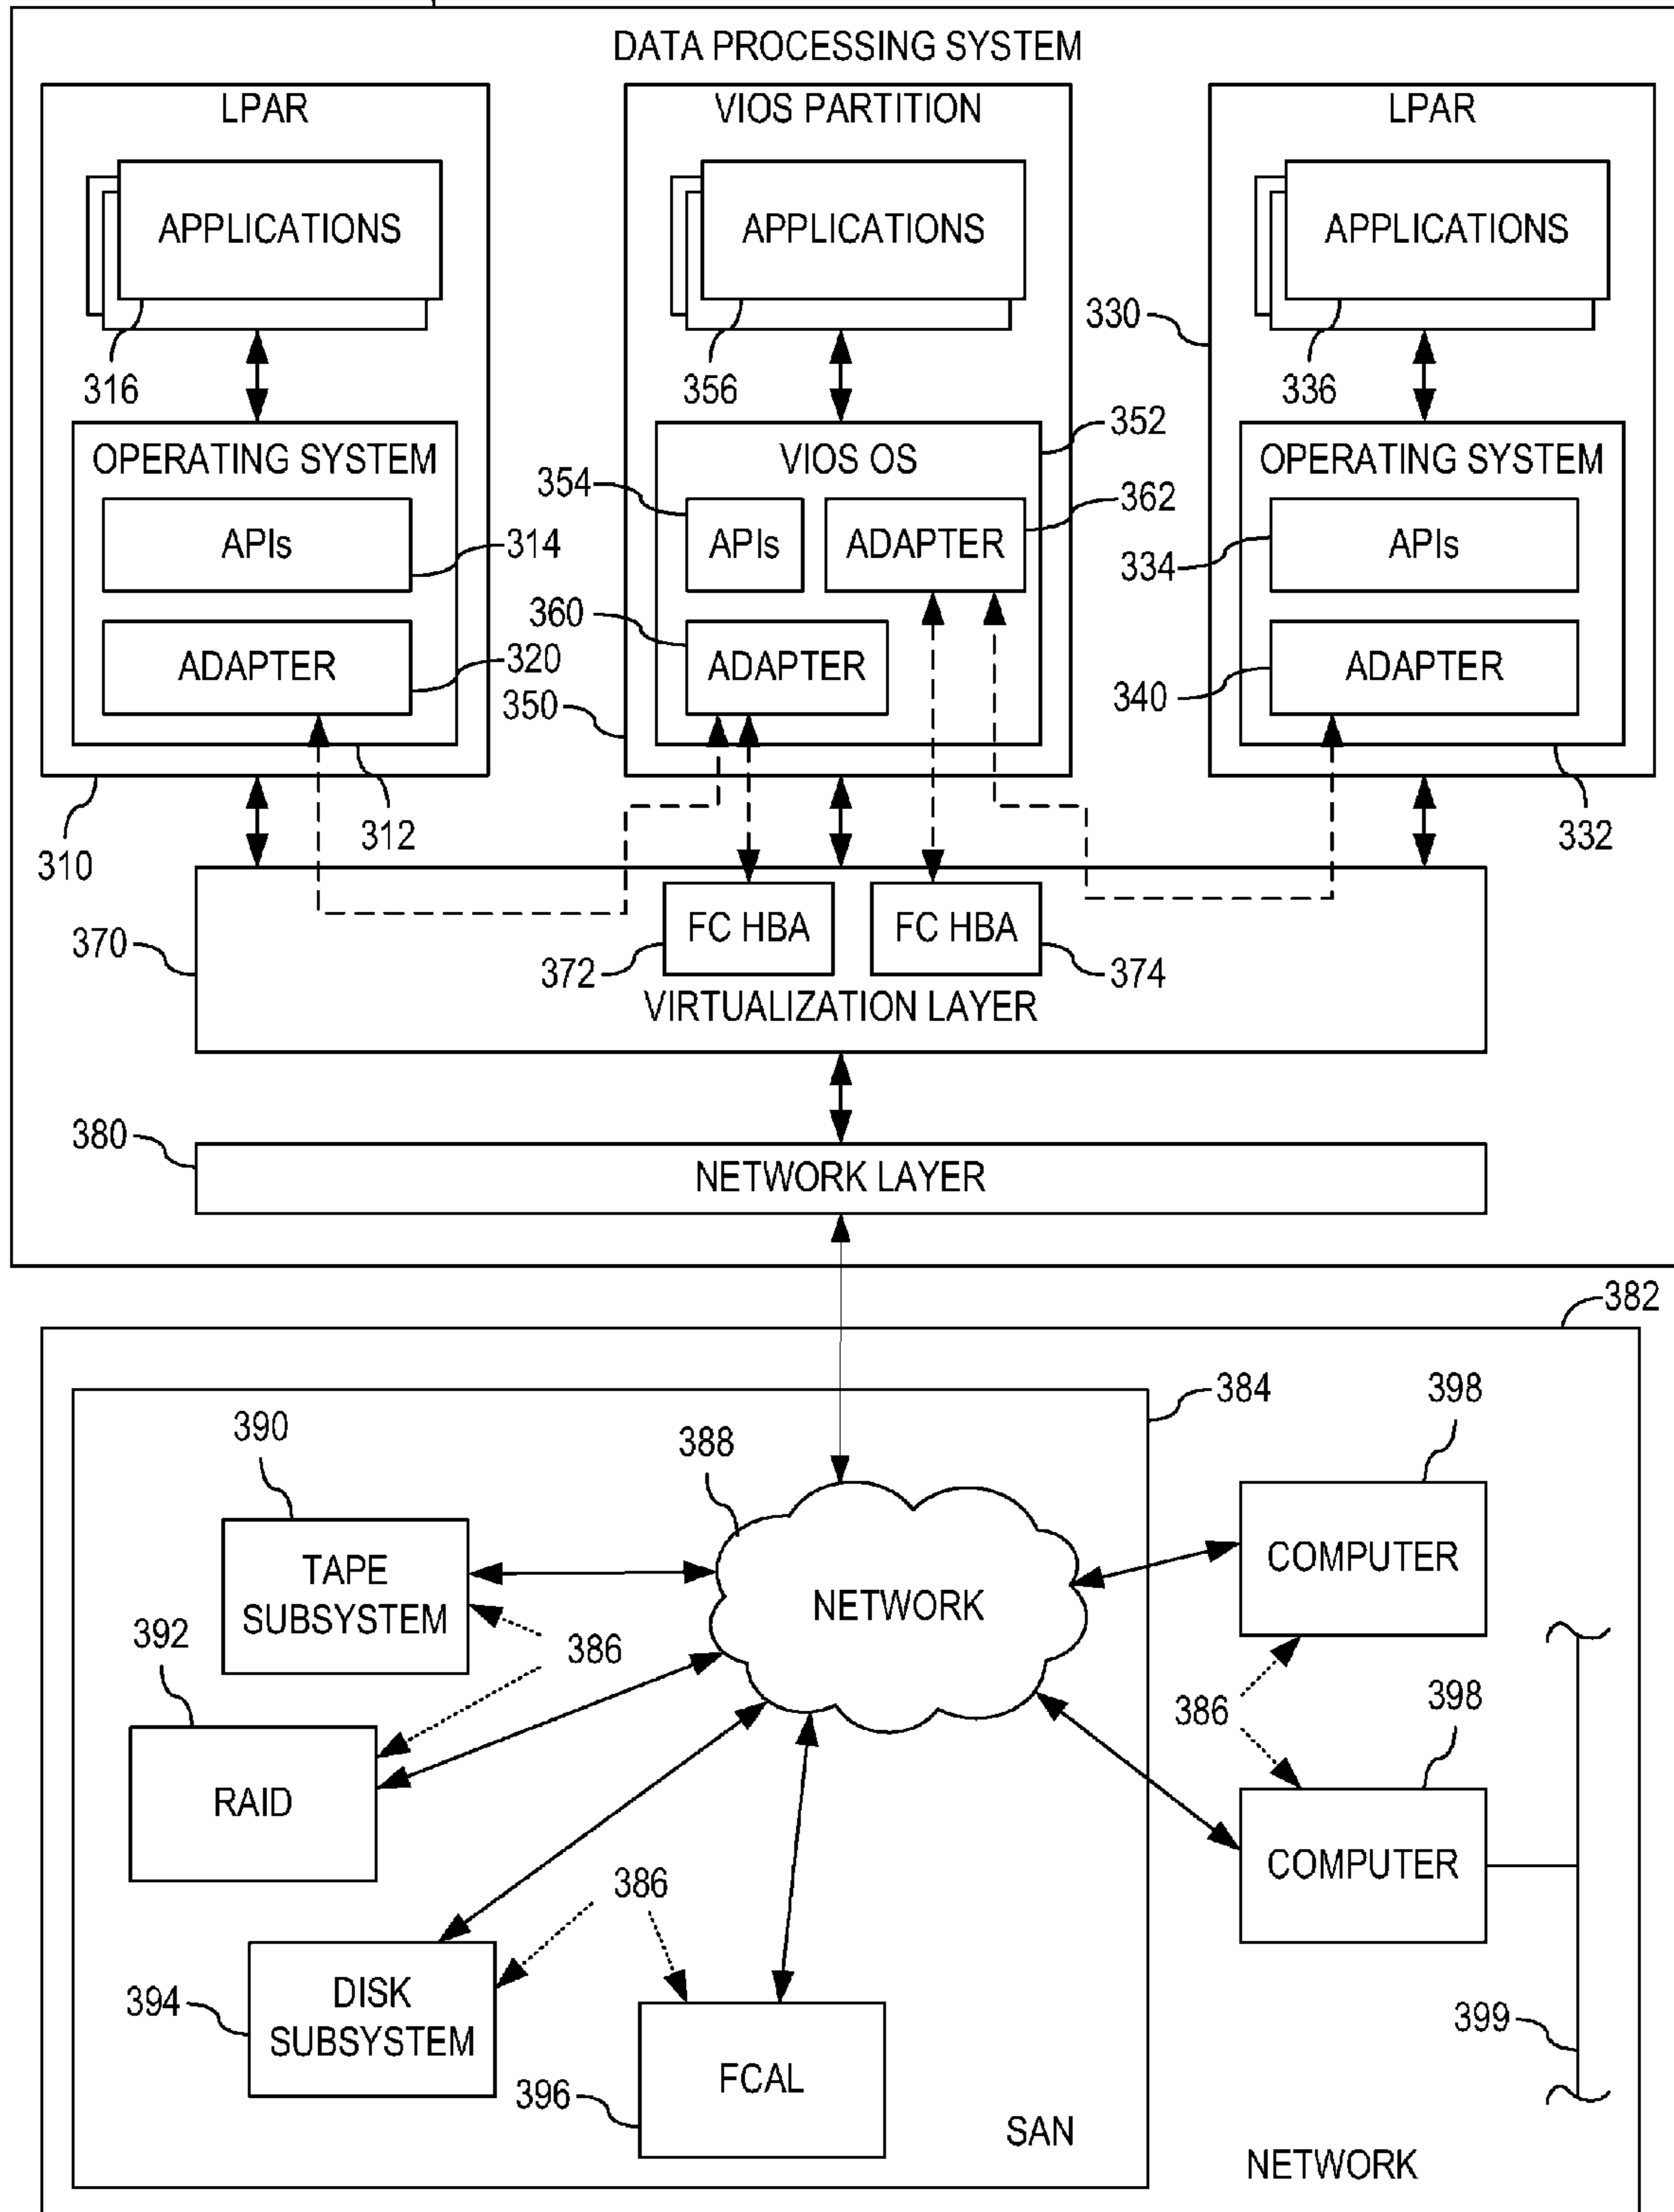 DATA PROCESSING SYSTEM
LPAR
VIOS PARTITION
LPAR
APPLICATIONS
APPLICATIONS
APPLICATIONS
330
316
356
336
352
OPERATING SYSTEM
VIOS OS
OPERATING SYSTEM
354
362
APIs
314
APIs
ADAPTER
334
APIs
360
ADAPTER
320
ADAPTER
350
340
ADAPTER
310
312
332
370
FC HBA
FC HBA
372
374
VIRTUALIZATION LAYER
380
NETWORK LAYER
382
384
398
390
388
TAPE
SUBSYSTEM
COMPUTER
NETWORK
392
386
386
398
RAID
COMPUTER
386
394
DISK
SUBSYSTEM
399
396
FCAL
SAN
NETWORK